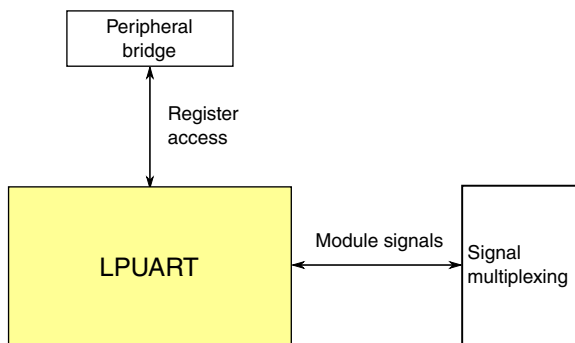 Peripheral
bridge
Register
access
LPUART
Module signals
Signal
multiplexing